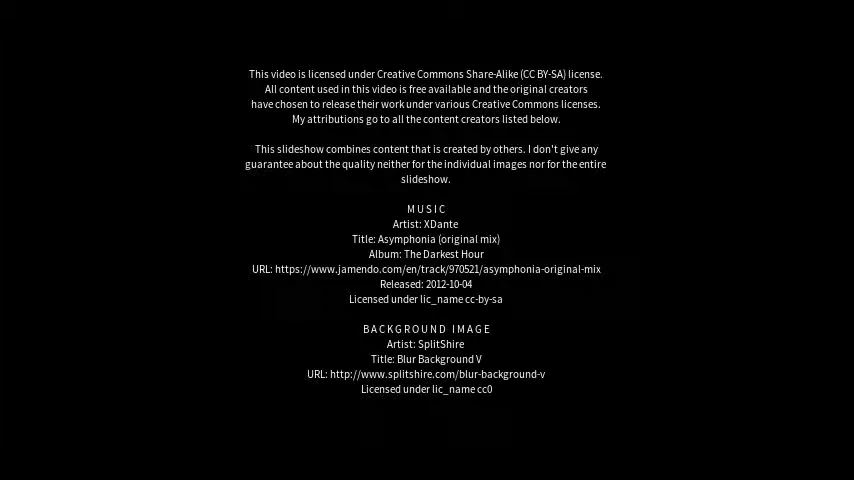 This video is licensed under Creative Commons Share-Alike (CC BY-SA) license.
All content used in this video is free available and the original creators
have chosen to release their work under various Creative Commons licenses.
My attributions go to all the content creators listed below.
This slideshow combines content that is created by others. I don't give any
guarantee about the quality neither for the individual images nor for the entire
slideshow.
MUSIC
Artist: XDante
Title: Asymphonia (original mix)
Album: The Darkest Hour
URL: https://www.jamendo.com/en/track/970521/asymphonia-original-mix
Released: 2012-10-04
Licensed under lic_name cc-by-sa
BACKGROUND IMAGE
Artist: SplitShire
Title: Blur Background V
URL: http://www.splitshire.com/blur-background-v
Licensed under lic_name cc0